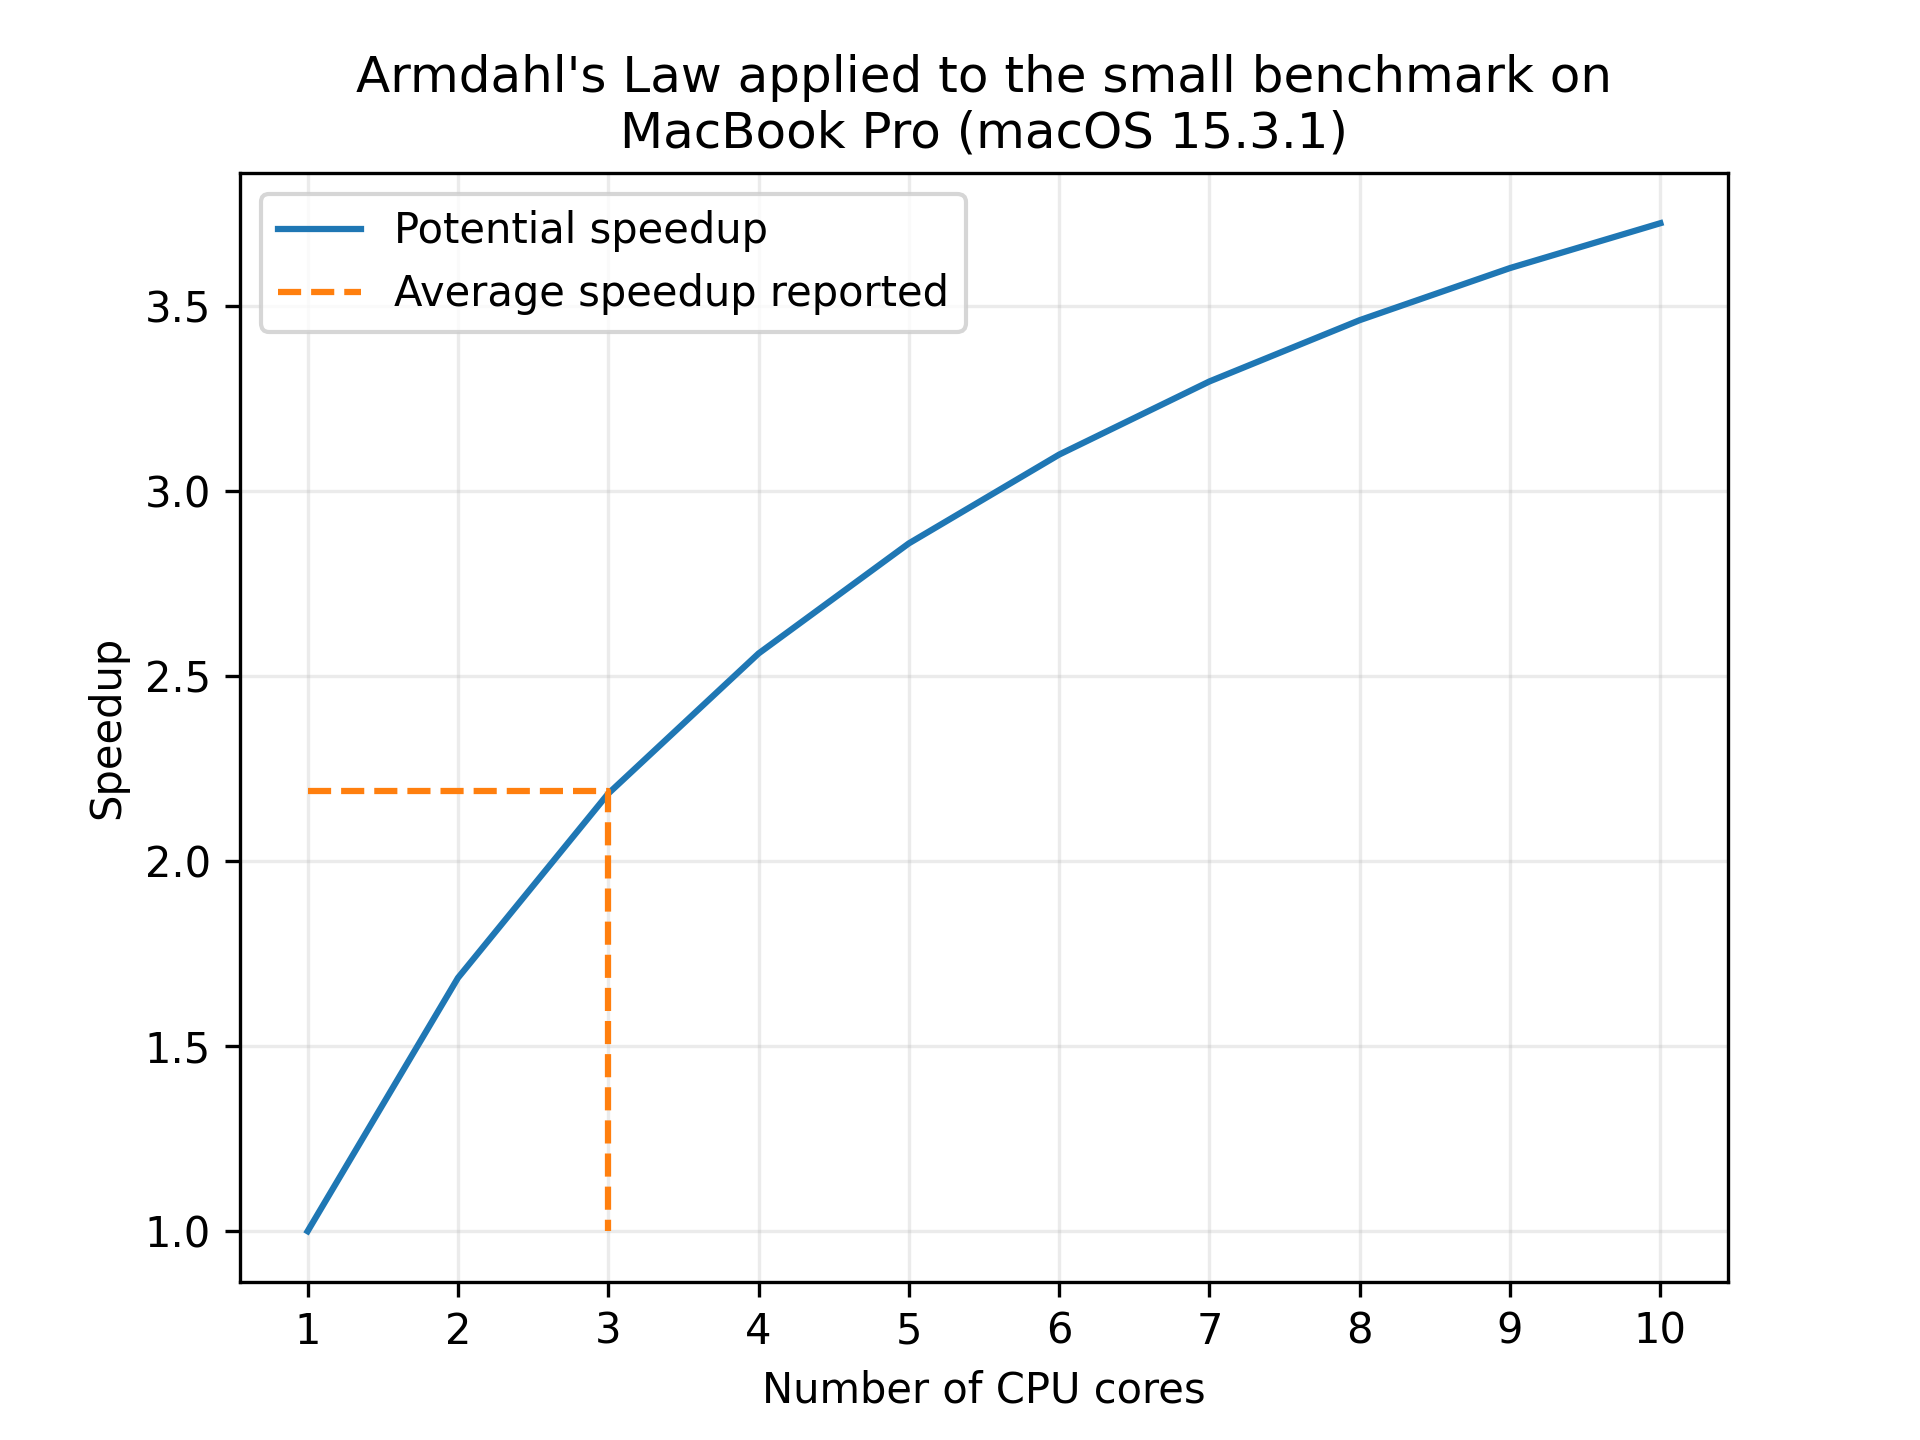 Armdahl's Law applied to the small benchmark on
MacBook Pro (macOS 15.3.1)
Potential speedup
Average speedup reported
3.5
3.0
2.5
2.0
1.5
1.0
Speedup
1 2 3 4 5 6 7 8 9 10
Number of CPU cores